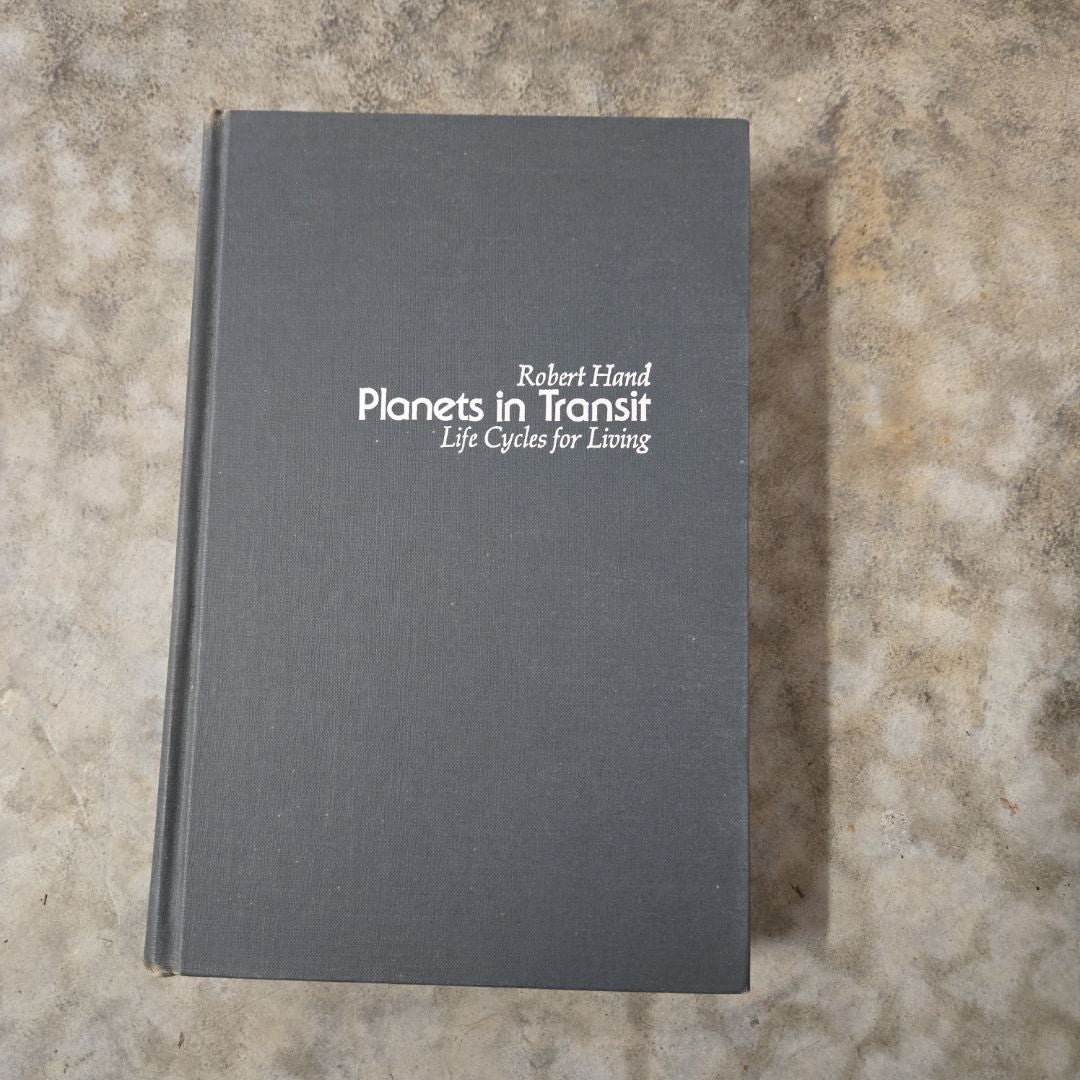 Robert Hand
Planets in Transit
Life Cycles for Living